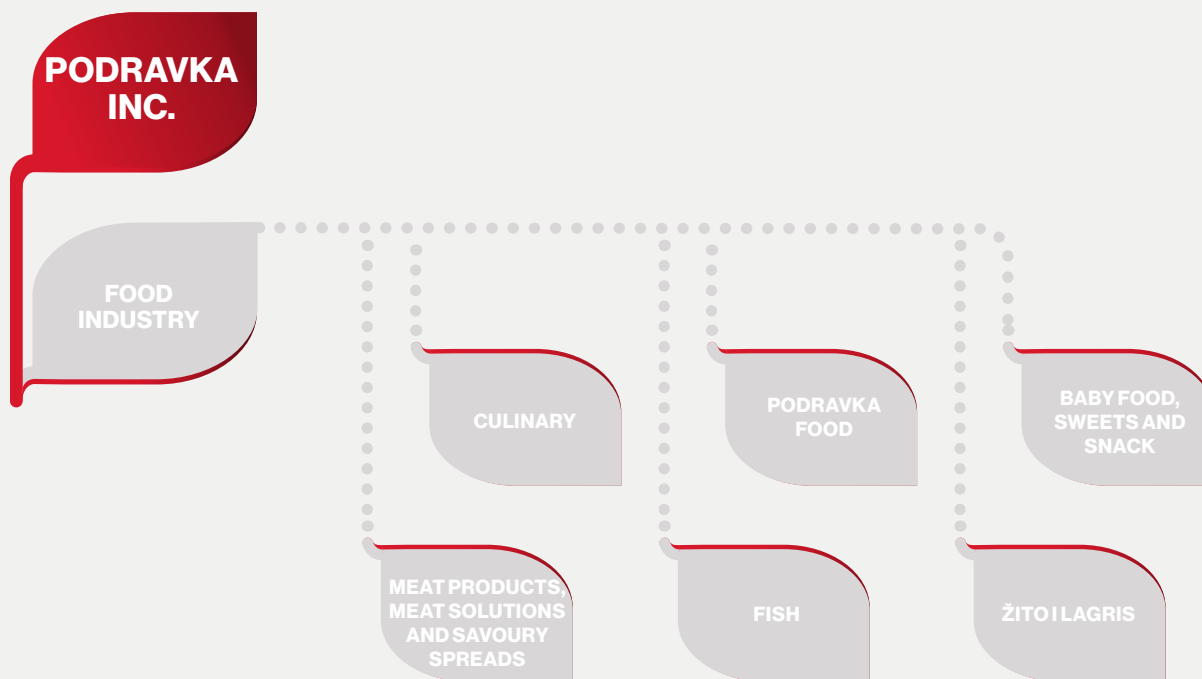 PODRAVKA
INC.
FOOD
INDUSTRY
CULINARY
PODRAVKA
FOOD
BABY FOOD,
SWEETS AND
SNACK
MEAT PRODUCTS,
MEAT SOLUTIONS
AND SAVOURY
SPREADS
FISH
ŽITO I LAGRIS